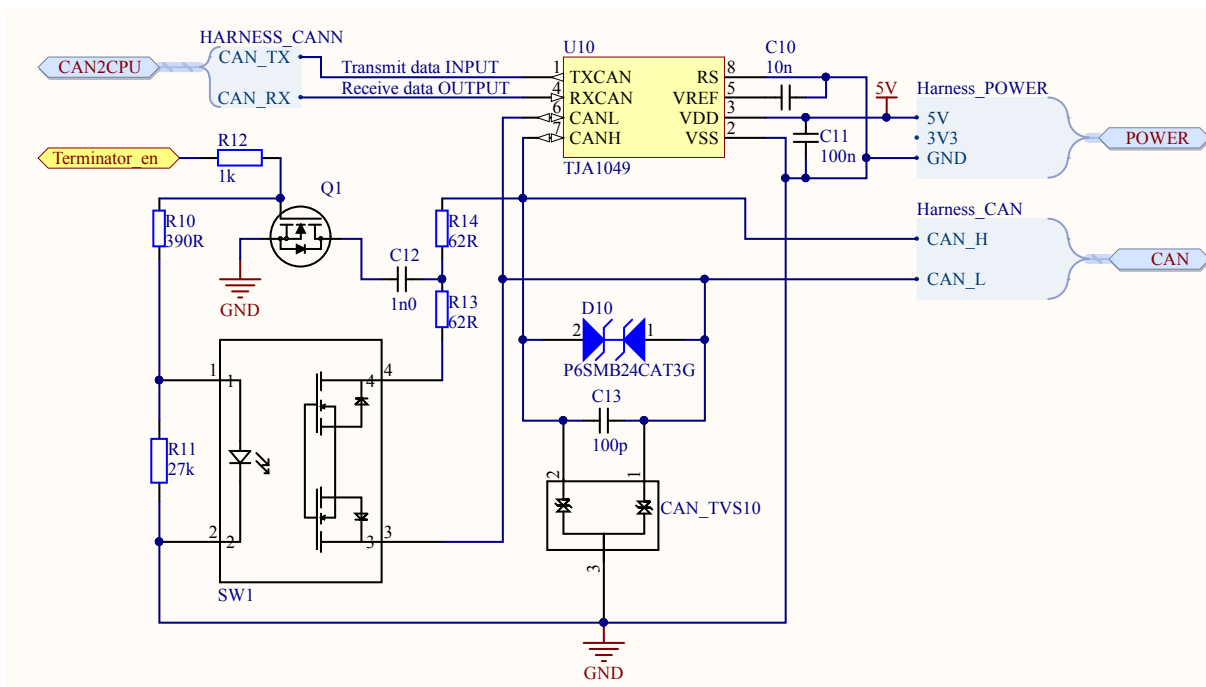 HARNESS_CANN
CAN2CPU
CAN_TX
CAN_RX
Transmit data INPUT
Receive data OUTPUT
U10
1 TXCAN RS 8
4 RXCAN VREF 5
6 CANL VDD 3
7 CANH VSS 2
TJA1049
C10
10n
C11
100n
5V
Harness_POWER
5V
3V3
GND
POWER
Terminator_en
R12
1k
Q1
R10
390R
GND
C12
1n0
R14
62R
R13
62R
Harness_CAN
CAN_H
CAN_L
CAN
D10
2 1
P6SMB24CAT3G
C13
100p
R11
27k
1 1
2 2
4 4
3 3
SW1
2 1
CAN_TVS10
3
GND